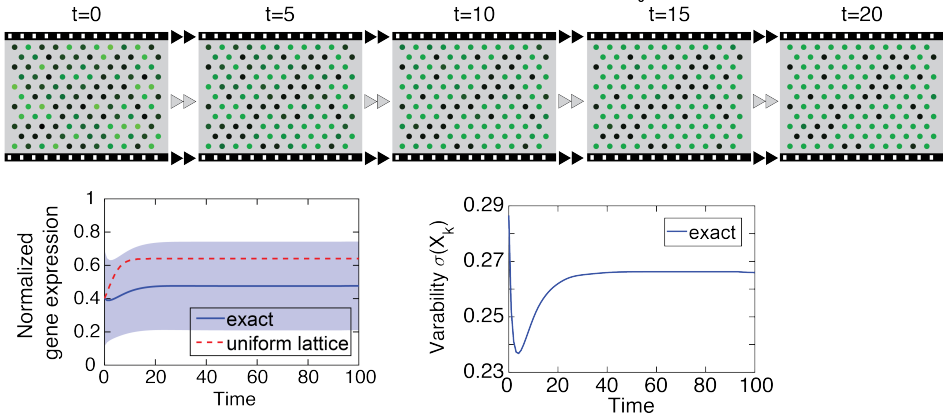 t=0 t=5 t=10 t=15 t=20
Normalized
gene expression
1
0.8
0.6
0.4
0.2
0
exact
uniform lattice
0 20 40 60 80 100
Time
Varability σ(X_k)
0.29
0.27
0.25
0.23
exact
0 20 40 60 80 100
Time